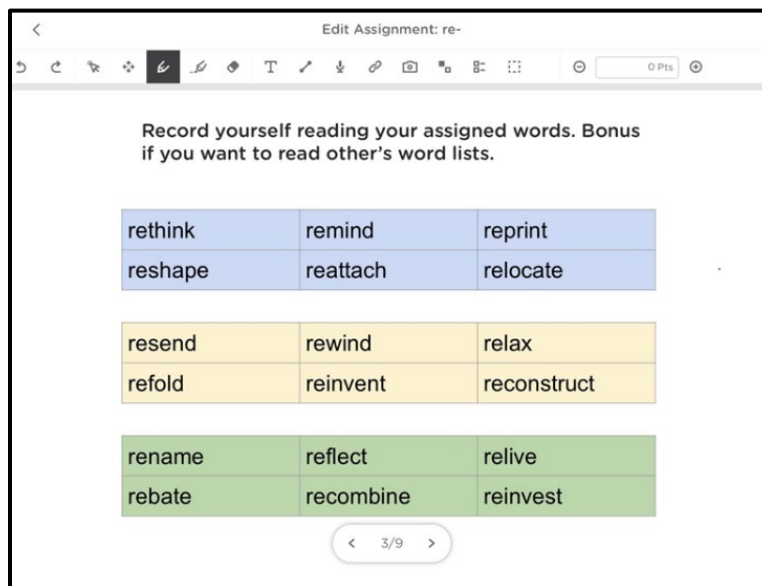 Edit Assignment: re-
T
0 Pts
Record yourself reading your assigned words. Bonus
if you want to read other’s word lists.
rethink remind reprint
reshape reattach relocate
resend rewind relax
refold reinvent reconstruct
rename reflect relive
rebate recombine reinvest
3/9